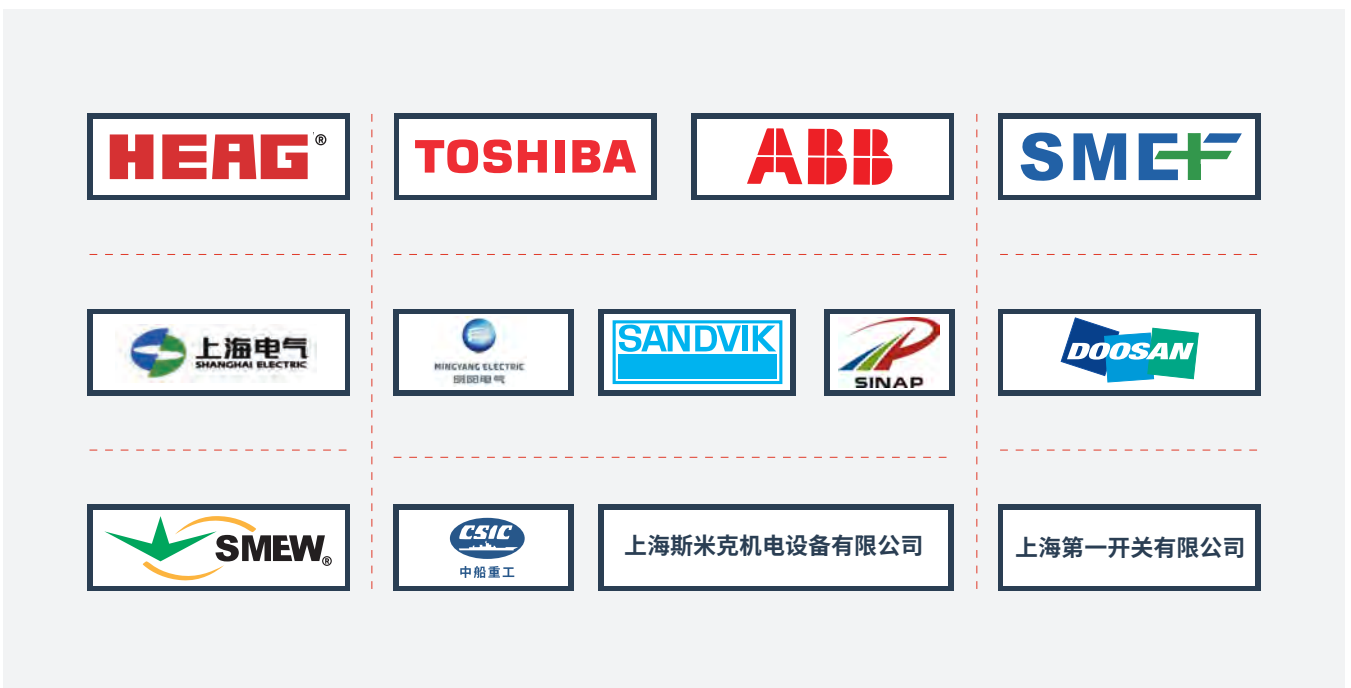 HEAG®
TOSHIBA
ABB
SMEF
上海电气
SHANGHAI ELECTRIC
MINGYANG ELECTRIC
明阳电气
SANDVIK
SINAP
DOOSAN
SMEW®
CSIC
中船重工
上海斯米克机电设备有限公司
上海第一开关有限公司